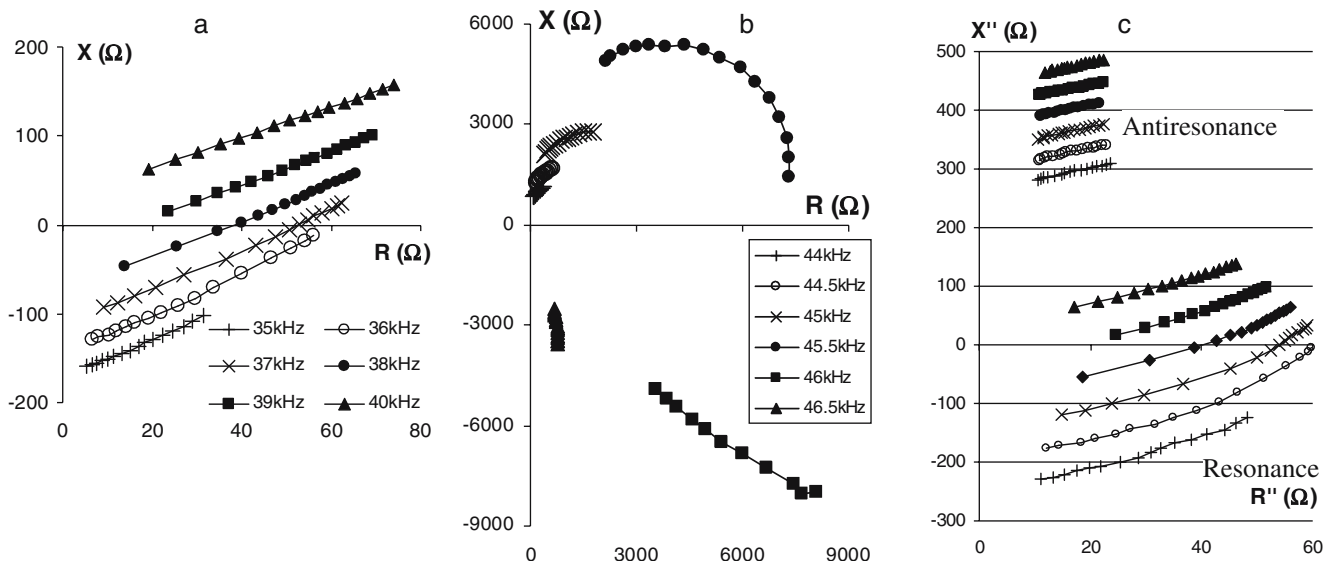 a
X (Ω)
200
100
0
-100
-200
R (Ω)
35kHz
36kHz
37kHz
38kHz
39kHz
40kHz
0
20
40
60
80
b
X (Ω)
6000
3000
0
-3000
-6000
-9000
R (Ω)
44kHz
44.5kHz
45kHz
45.5kHz
46kHz
46.5kHz
0
3000
6000
9000
c
X'' (Ω)
500
400
300
200
100
0
-100
-200
-300
Antiresonance
Resonance
R'' (Ω)
0
20
40
60